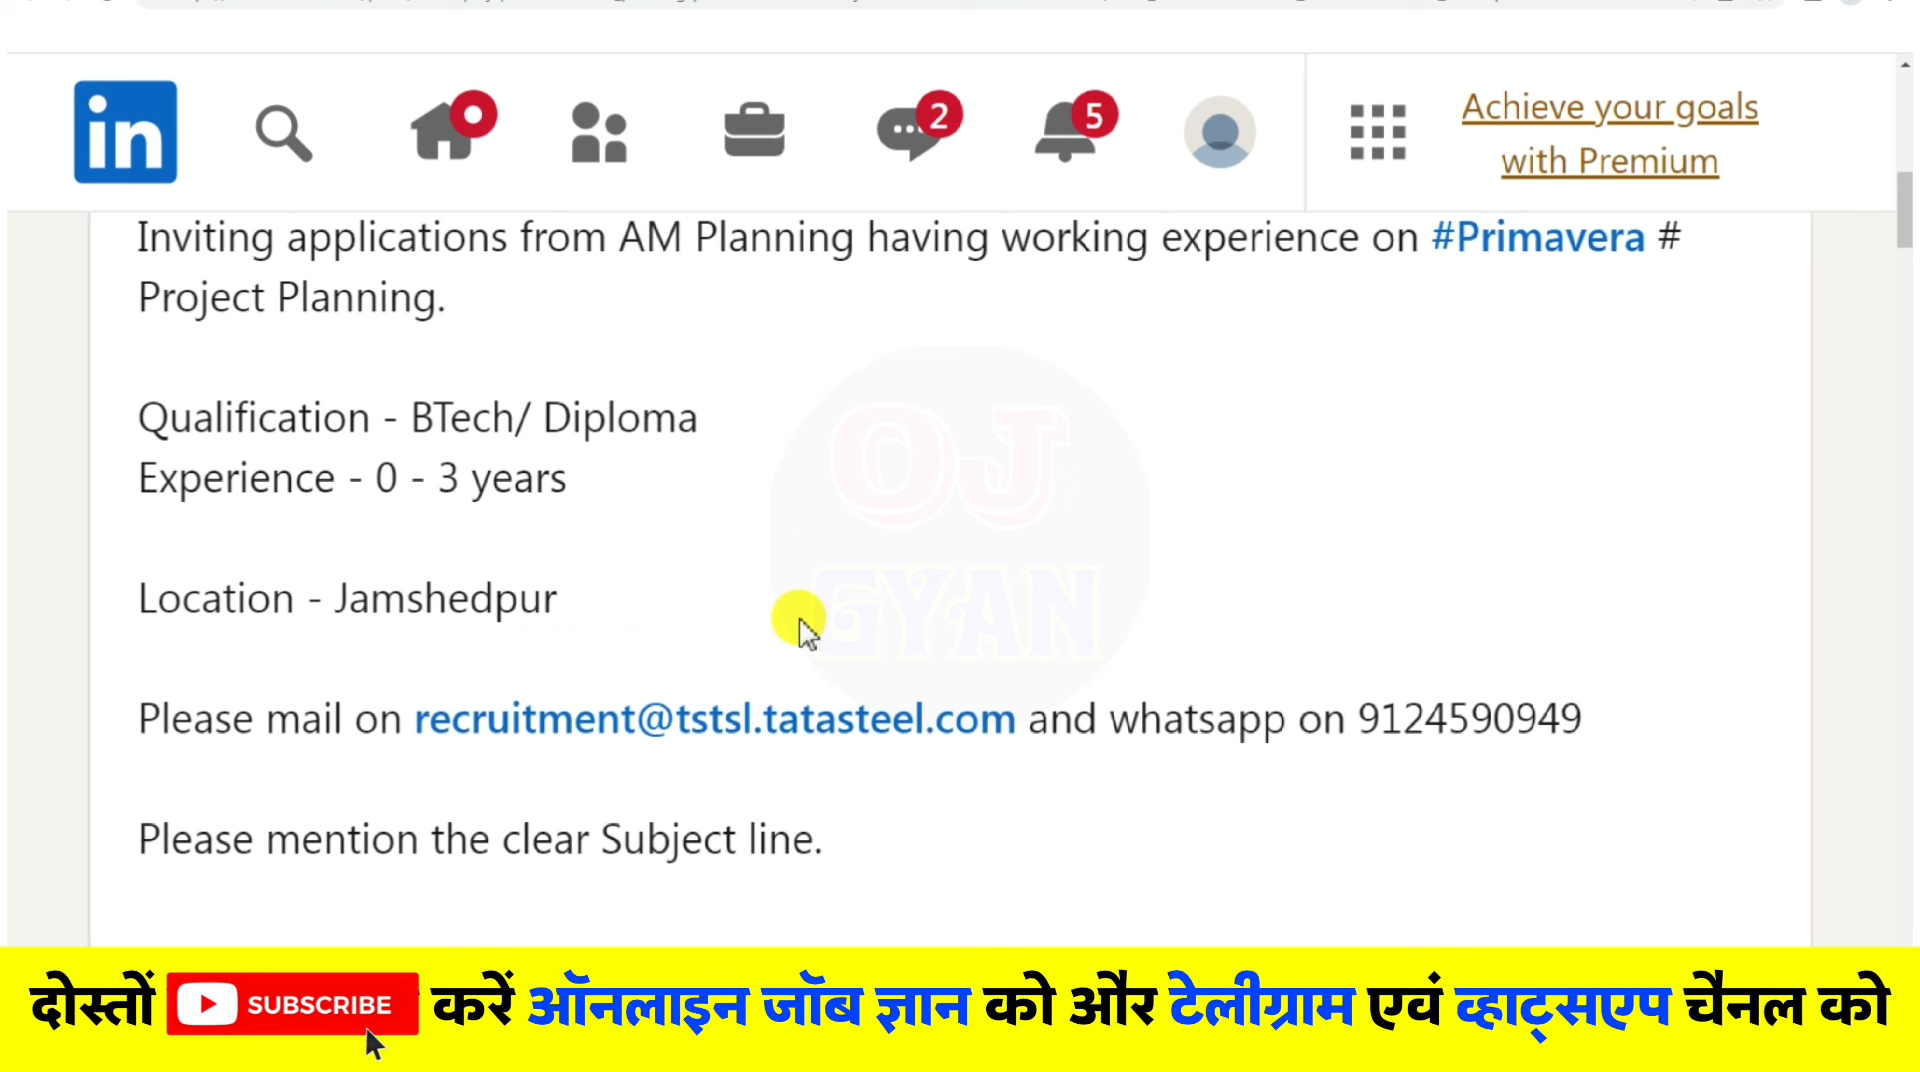 in
2
5
Achieve your goals
with Premium
Inviting applications from AM Planning having working experience on #Primavera #
Project Planning.
Qualification - BTech/ Diploma
Experience - 0 - 3 years
Location - Jamshedpur
OJ
GYAN
Please mail on recruitment@tstsl.tatasteel.com and whatsapp on 9124590949
Please mention the clear Subject line.
दोस्तों SUBSCRIBE करें ऑनलाइन जॉब ज्ञान को और टेलीग्राम एवं व्हाट्सएप चैनल को